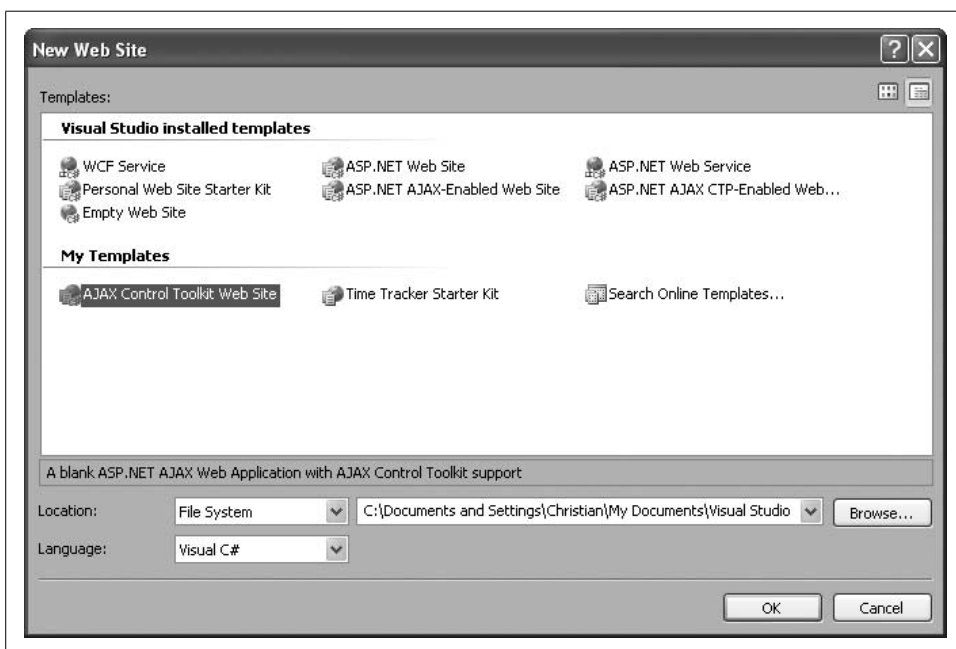 New Web Site
Templates:
Visual Studio installed templates
WCF Service
ASP.NET Web Site
ASP.NET Web Service
Personal Web Site Starter Kit
ASP.NET AJAX-Enabled Web Site
ASP.NET AJAX CTP-Enabled Web...
Empty Web Site
My Templates
AJAX Control Toolkit Web Site
Time Tracker Starter Kit
Search Online Templates...
A blank ASP.NET AJAX Web Application with AJAX Control Toolkit support
Location:
File System
C:\Documents and Settings\Christian\My Documents\Visual Studio
Browse...
Language:
Visual C#
OK
Cancel